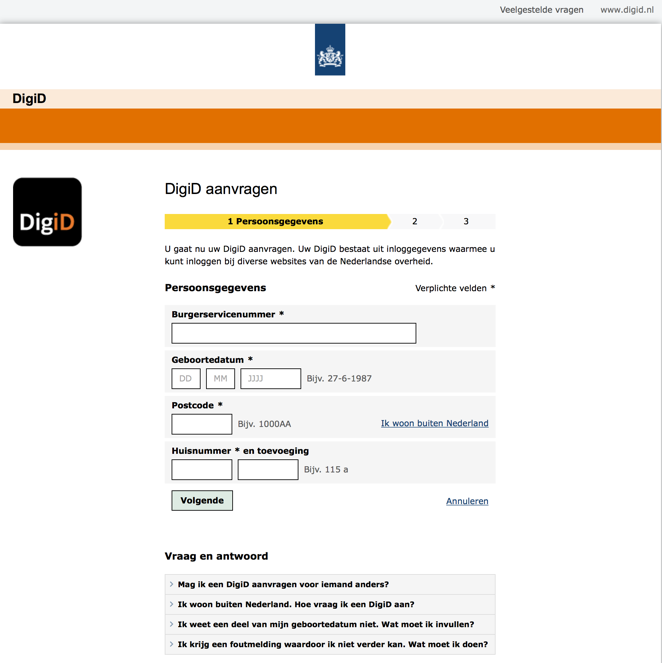 Veelgestelde vragen www.digid.nl
DigiD
DigiD
DigiD aanvragen
1 Persoonsgegevens 2 3
U gaat nu uw DigiD aanvragen. Uw DigiD bestaat uit inloggegevens waarmee u
kunt inloggen bij diverse websites van de Nederlandse overheid.
Persoonsgegevens Verplichte velden *
Burgerservicenummer *
Geboortedatum *
DD MM JJJJ Bijv. 27-6-1987
Postcode *
Bijv. 1000AA Ik woon buiten Nederland
Huisnummer * en toevoeging
Bijv. 115 a
Volgende Annuleren
Vraag en antwoord
Mag ik een DigiD aanvragen voor iemand anders?
Ik woon buiten Nederland. Hoe vraag ik een DigiD aan?
Ik weet een deel van mijn geboortedatum niet. Wat moet ik invullen?
Ik krijg een foutmelding waardoor ik niet verder kan. Wat moet ik doen?